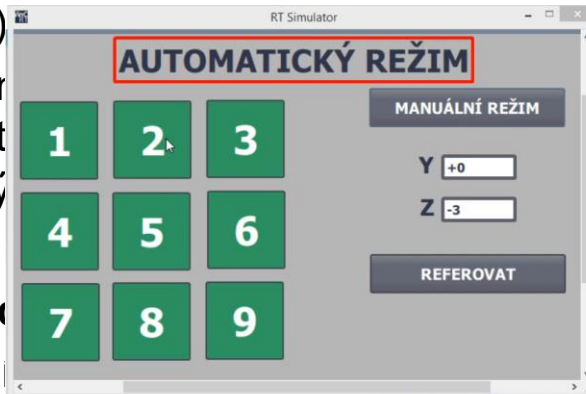 RT Simulator
AUTOMATICKÝ REŽIM
MANUÁLNÍ REŽIM
1 2 3
Y +0
Z -3
4 5 6
REFEROVAT
7 8 9